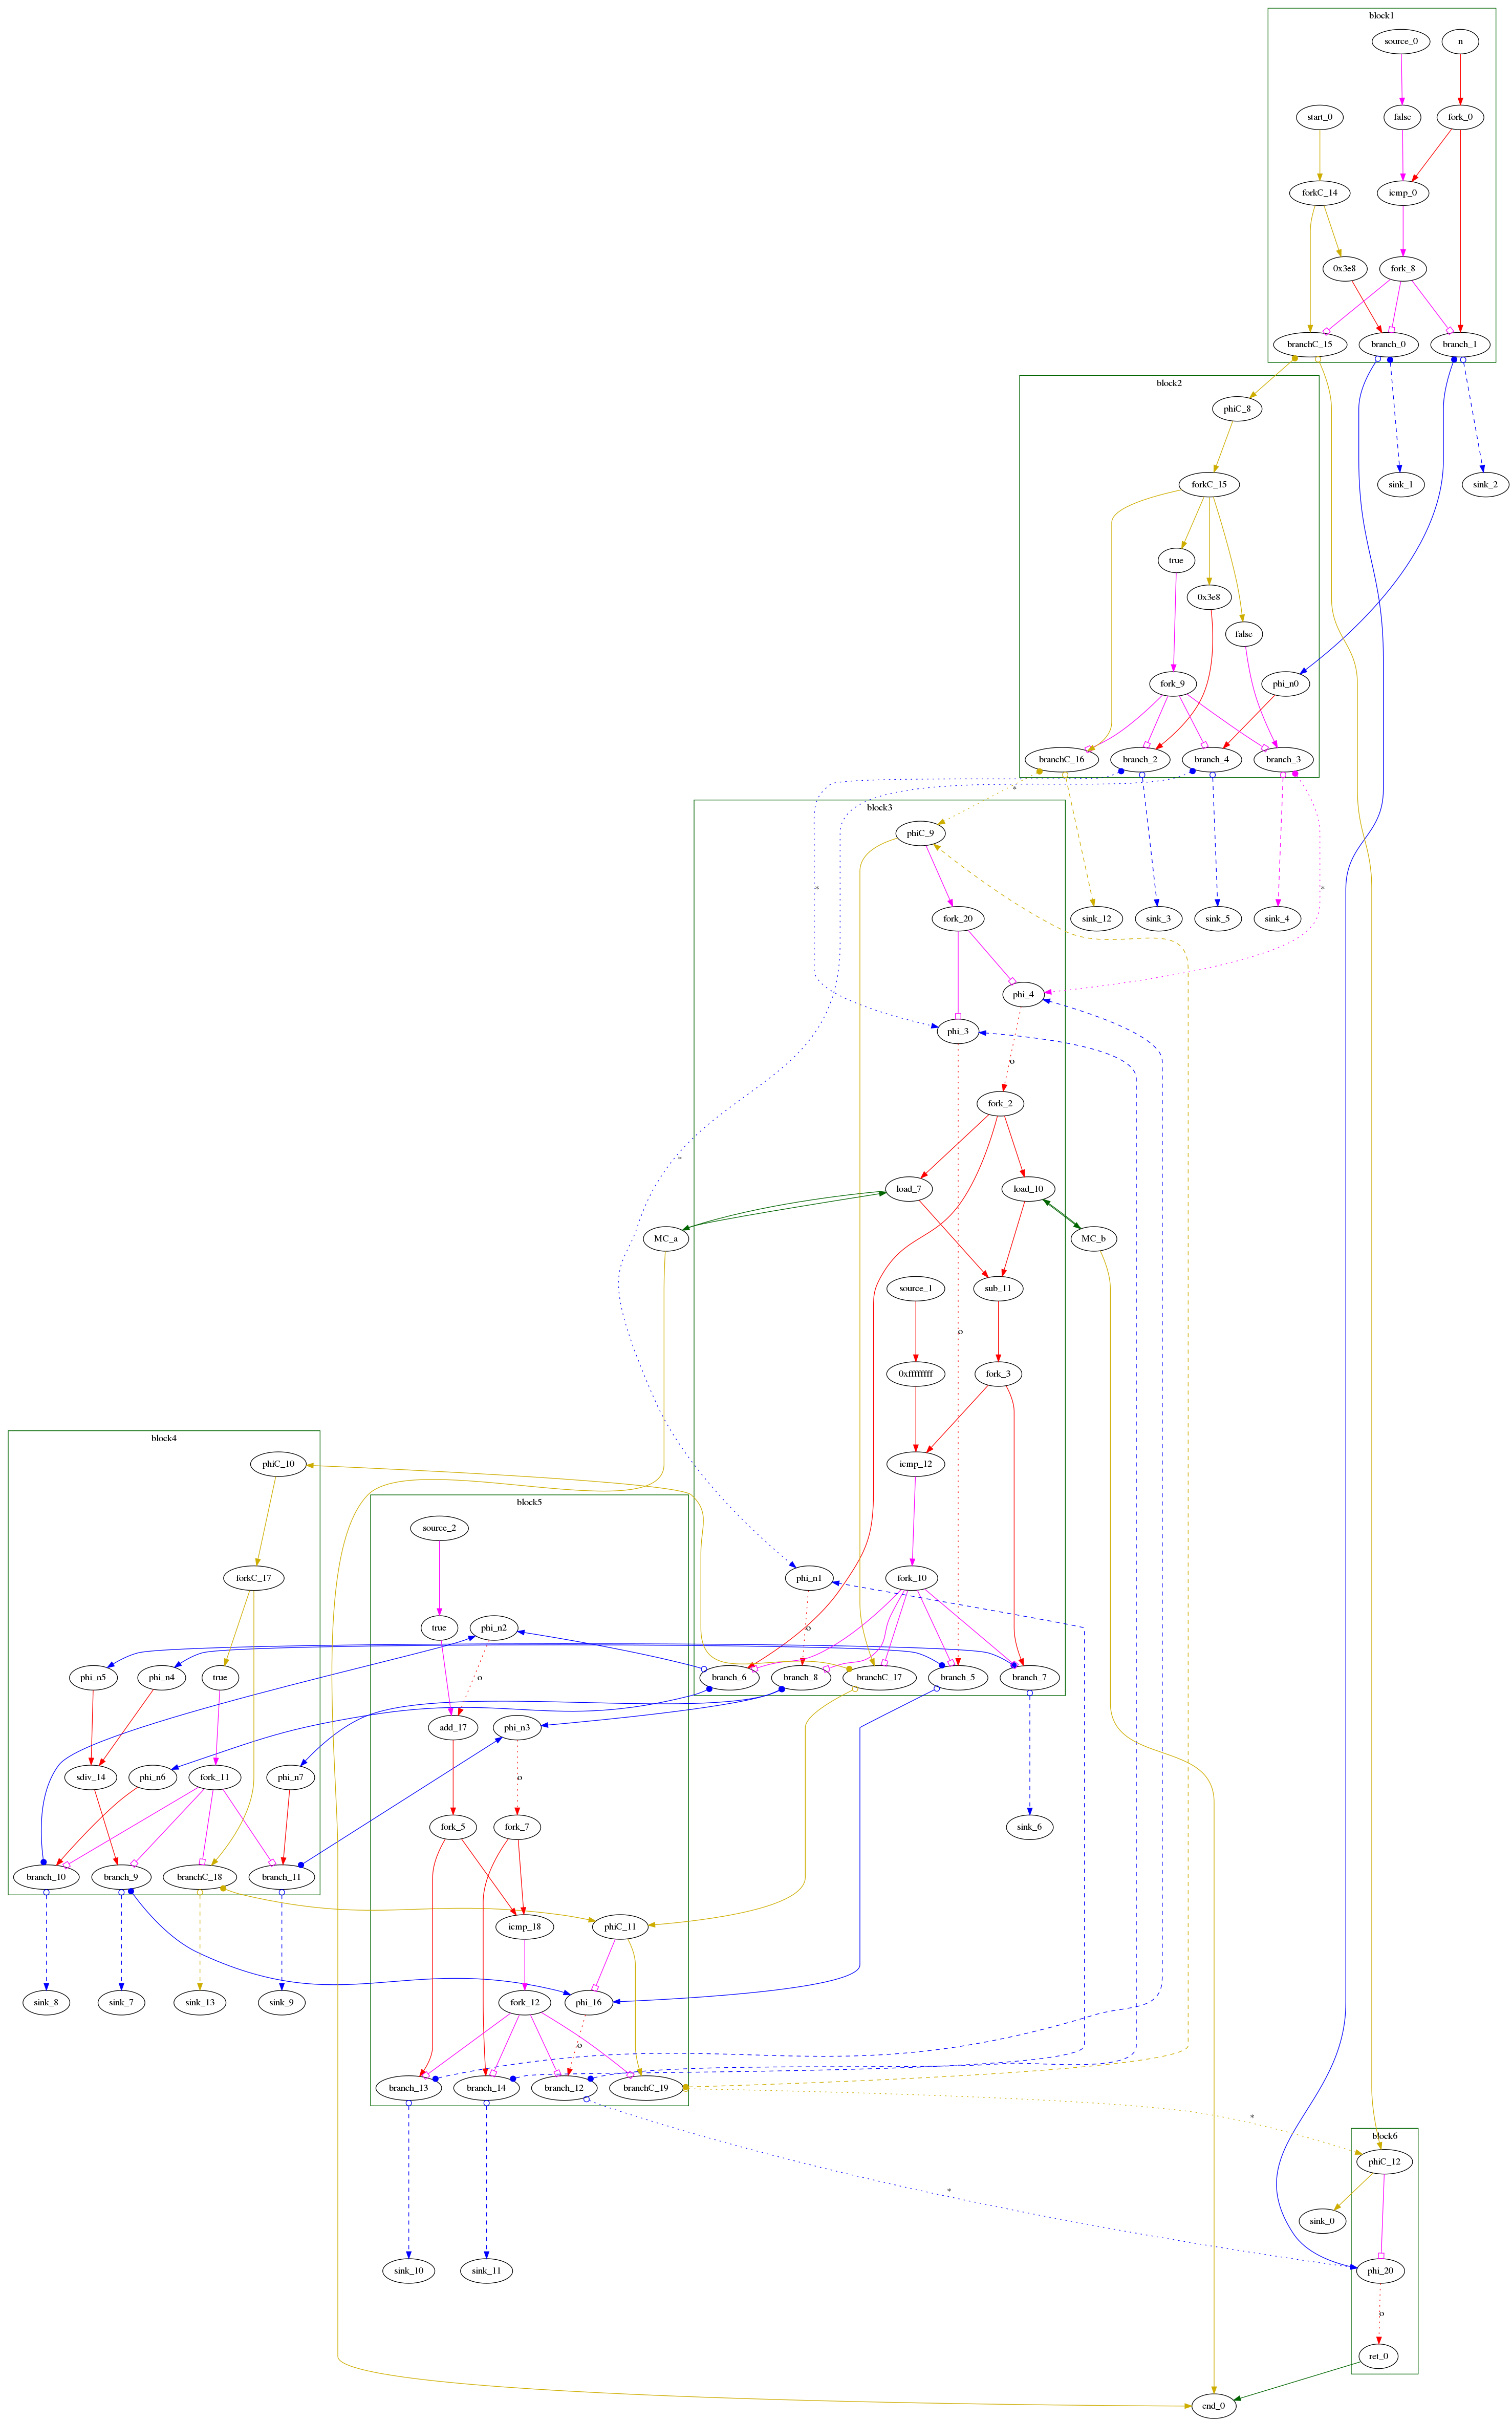 block1
source_0
n
start_0
false
fork_0
forkC_14
icmp_0
0x3e8
fork_8
branchC_15
branch_0
branch_1
block2
phiC_8
forkC_15
sink_1
sink_2
true
0x3e8
false
fork_9
phi_n0
branchC_16
branch_2
branch_4
branch_3
*
block3
phiC_9
*
*
fork_20
sink_12
sink_3
sink_5
sink_4
phi_4
phi_3
o
fork_2
*
load_7
load_10
MC_a
MC_b
source_1
sub_11
o
0xffffffff
fork_3
block4
phiC_10
icmp_12
block5
source_2
forkC_17
phi_n1
fork_10
true
phi_n2
o
phi_n5
phi_n4
true
o
branch_6
branch_8
branchC_17
branch_5
branch_7
add_17
phi_n3
sdiv_14
phi_n6
fork_11
phi_n7
o
fork_5
fork_7
sink_6
branch_10
branch_9
branchC_18
branch_11
icmp_18
phiC_11
sink_8
sink_7
sink_13
sink_9
fork_12
phi_16
o
branch_13
branch_14
branch_12
branchC_19
*
block6
phiC_12
*
sink_0
sink_10
sink_11
phi_20
o
ret_0
end_0